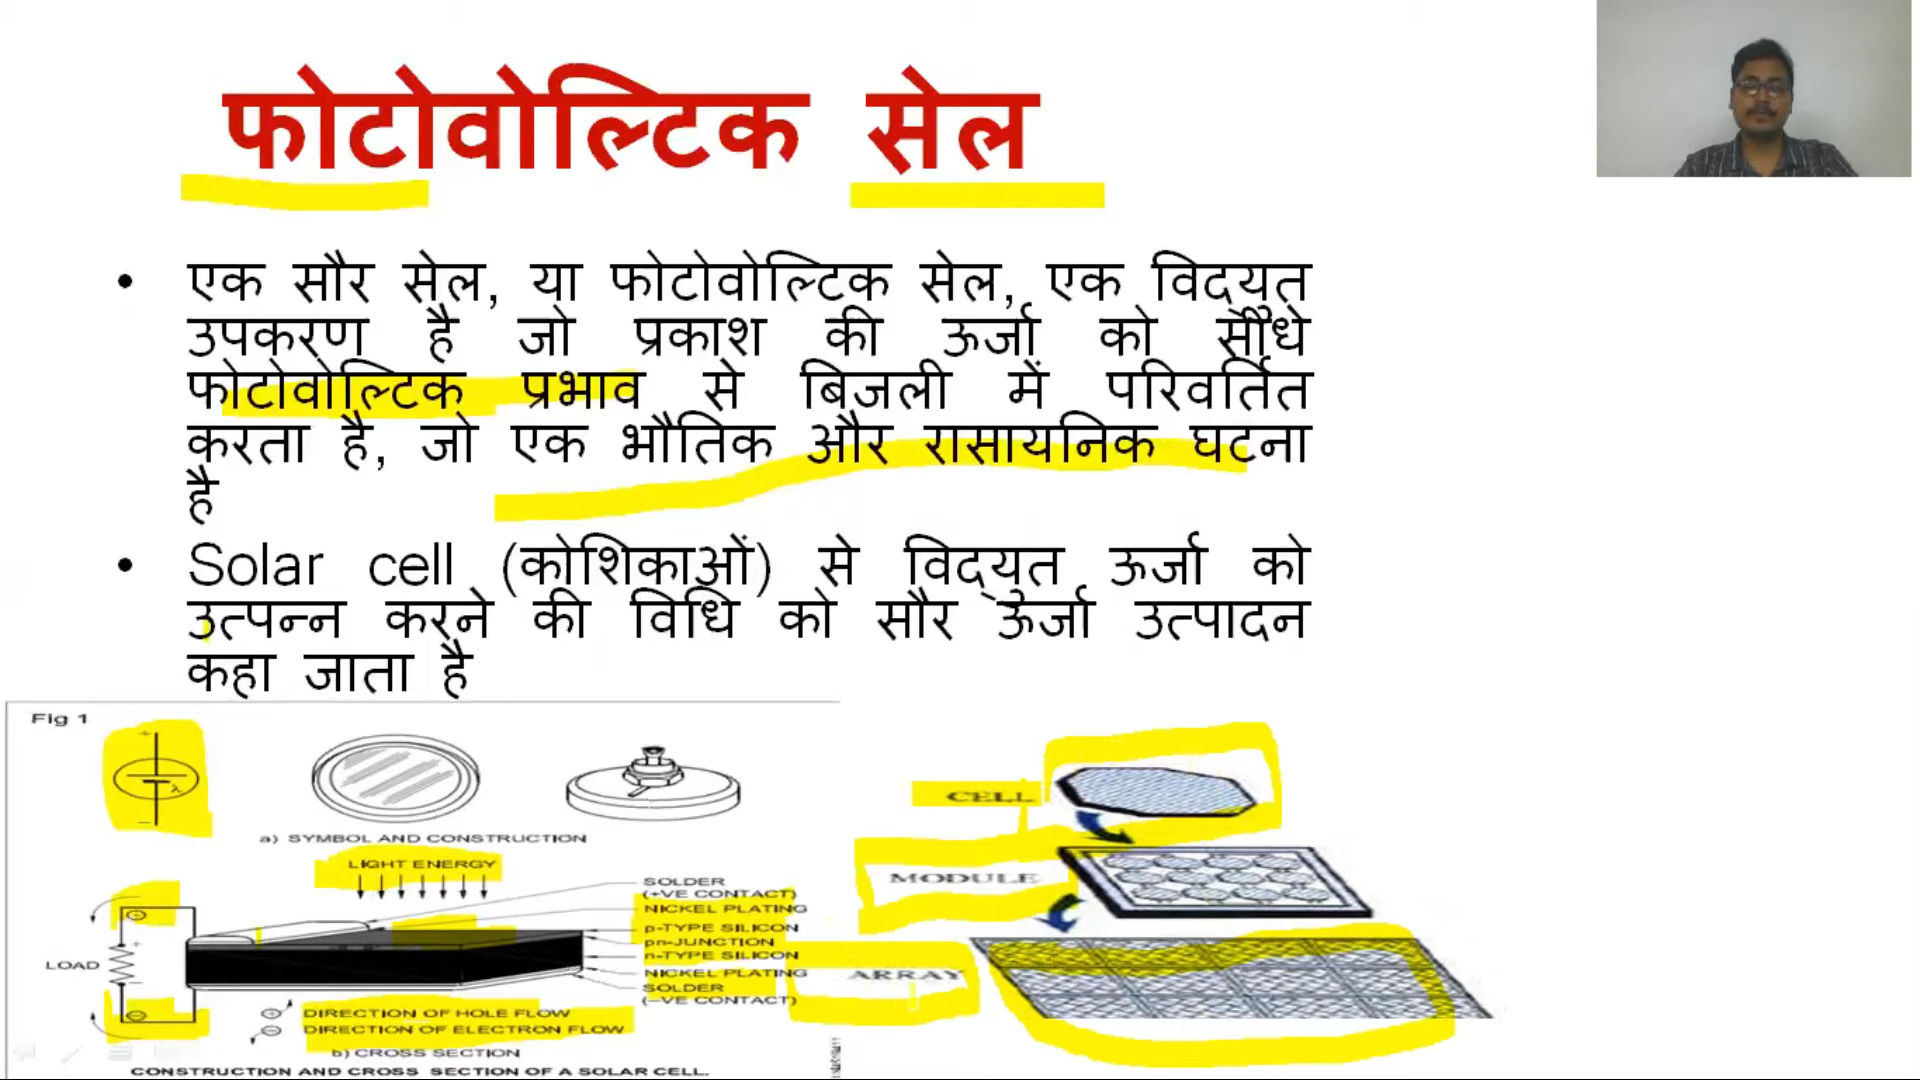 फोटोवोल्टिक सेल
• एक सौर सेल, या फोटोवोल्टिक सेल, एक विद्युत
उपकरण है जो प्रकाश की ऊर्जा को सीधे
फोटोवोल्टिक प्रभाव से बिजली में परिवर्तित
करता है, जो एक भौतिक और रासायनिक घटना
है
• Solar cell (कोशिकाओं) से विद्युत ऊर्जा को
उत्पन्न करने की विधि को सौर ऊर्जा उत्पादन
कहा जाता है
Fig 1
+
λ
−
a) SYMBOL AND CONSTRUCTION
LIGHT ENERGY
SOLDER
(+VE CONTACT)
NICKEL PLATING
p-TYPE SILICON
pn-JUNCTION
n-TYPE SILICON
NICKEL PLATING
SOLDER
(−VE CONTACT)
LOAD
DIRECTION OF HOLE FLOW
DIRECTION OF ELECTRON FLOW
b) CROSS SECTION
CONSTRUCTION AND CROSS SECTION OF A SOLAR CELL.
CELL
MODULE
ARRAY